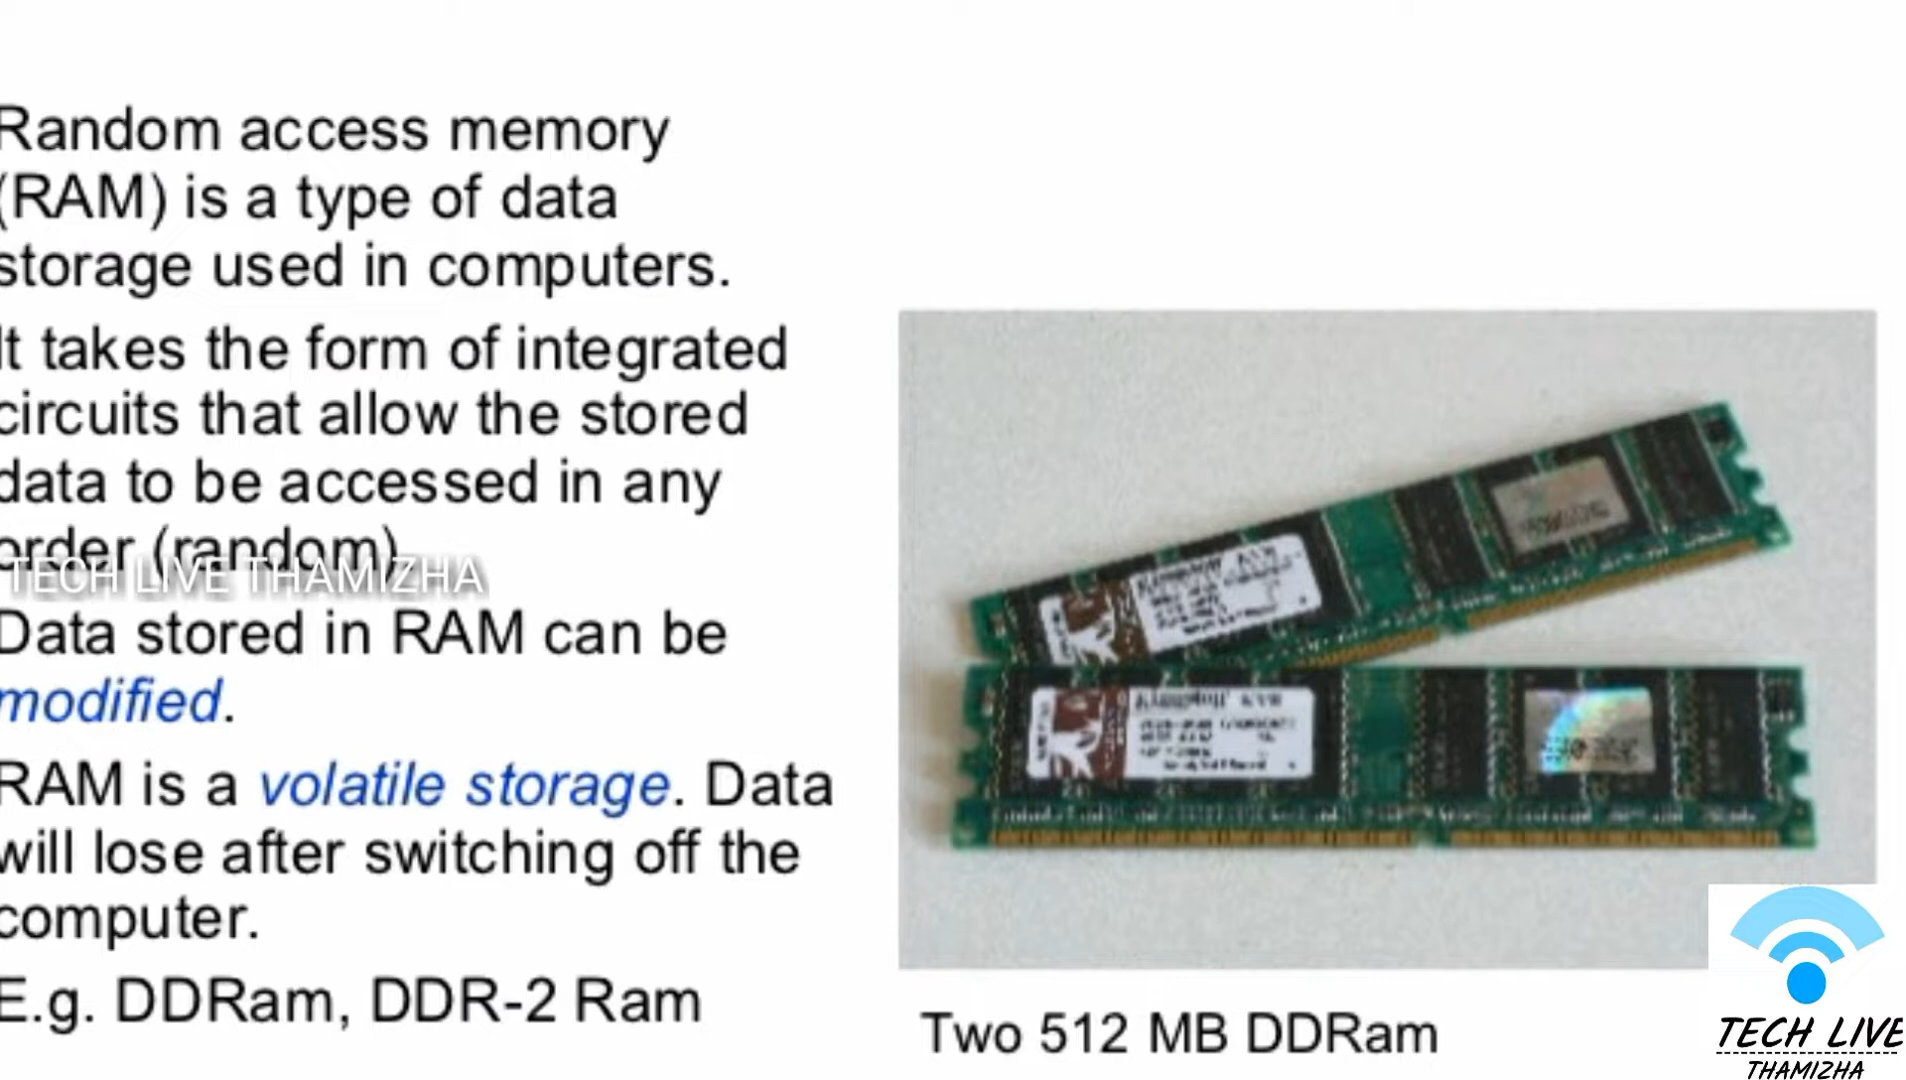 Random access memory
(RAM) is a type of data
storage used in computers.
It takes the form of integrated
circuits that allow the stored
data to be accessed in any
order (random)
TECH LIVE THAMIZHA
Data stored in RAM can be
modified.
RAM is a volatile storage. Data
will lose after switching off the
computer.
E.g. DDRam, DDR-2 Ram
Kingston
Kingston
Two 512 MB DDRam
TECH LIVE
THAMIZHA